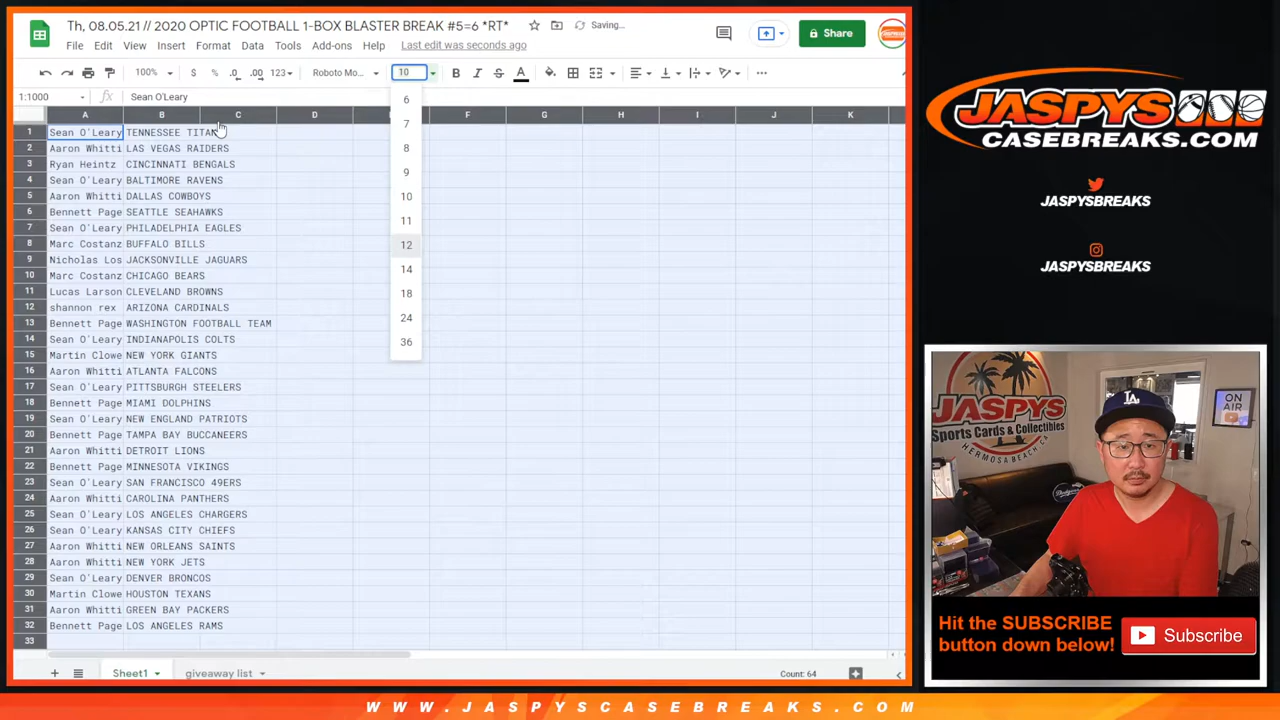 Th, 08.05.21 // 2020 OPTIC FOOTBALL 1-BOX BLASTER BREAK #5=6 *RT*
Saving...
File Edit View Insert Format Data Tools Add-ons Help Last edit was seconds ago
Share
100% $ % .0 .00 123 Roboto Mo... 10 B I S A
1:1000 fx Sean O'Leary
A B C D F G H I J K
1 Sean O'Leary TENNESSEE TITAN
2 Aaron Whitti LAS VEGAS RAIDERS
3 Ryan Heintz CINCINNATI BENGALS
4 Sean O'Leary BALTIMORE RAVENS
5 Aaron Whitti DALLAS COWBOYS
6 Bennett Page SEATTLE SEAHAWKS
7 Sean O'Leary PHILADELPHIA EAGLES
8 Marc Costanz BUFFALO BILLS
9 Nicholas Los JACKSONVILLE JAGUARS
10 Marc Costanz CHICAGO BEARS
11 Lucas Larson CLEVELAND BROWNS
12 shannon rex ARIZONA CARDINALS
13 Bennett Page WASHINGTON FOOTBALL TEAM
14 Sean O'Leary INDIANAPOLIS COLTS
15 Martin Clowe NEW YORK GIANTS
16 Aaron Whitti ATLANTA FALCONS
17 Sean O'Leary PITTSBURGH STEELERS
18 Bennett Page MIAMI DOLPHINS
19 Sean O'Leary NEW ENGLAND PATRIOTS
20 Bennett Page TAMPA BAY BUCCANEERS
21 Aaron Whitti DETROIT LIONS
22 Bennett Page MINNESOTA VIKINGS
23 Sean O'Leary SAN FRANCISCO 49ERS
24 Aaron Whitti CAROLINA PANTHERS
25 Sean O'Leary LOS ANGELES CHARGERS
26 Sean O'Leary KANSAS CITY CHIEFS
27 Aaron Whitti NEW ORLEANS SAINTS
28 Aaron Whitti NEW YORK JETS
29 Sean O'Leary DENVER BRONCOS
30 Martin Clowe HOUSTON TEXANS
31 Aaron Whitti GREEN BAY PACKERS
32 Bennett Page LOS ANGELES RAMS
33
6
7
8
9
10
11
12
14
18
24
36
Sheet1 giveaway list Count: 64
JASPYS
CASEBREAKS.COM
JASPYSBREAKS
JASPYSBREAKS
JASPYS
Sports Cards & Collectibles
HERMOSA BEACH, CA
ON AIR
LA
Dodgers
Hit the SUBSCRIBE
button down below!
Subscribe
WWW.JASPYSCASEBREAKS.COM